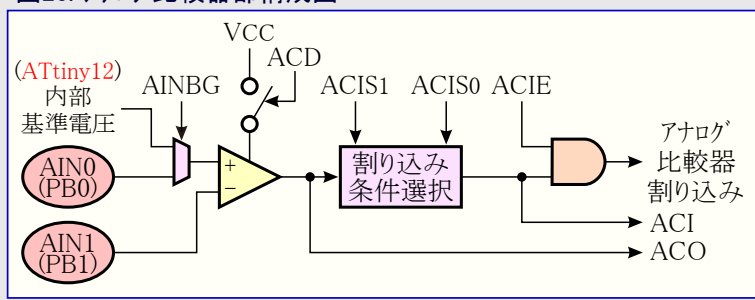 VCC
ACD
(ATtiny12)
内部
基準電圧
AINBG
ACIS1
ACIS0
ACIE
AIN0
(PB0)
+
−
割り込み
条件選択
アナログ
比較器
割り込み
AIN1
(PB1)
ACI
ACO